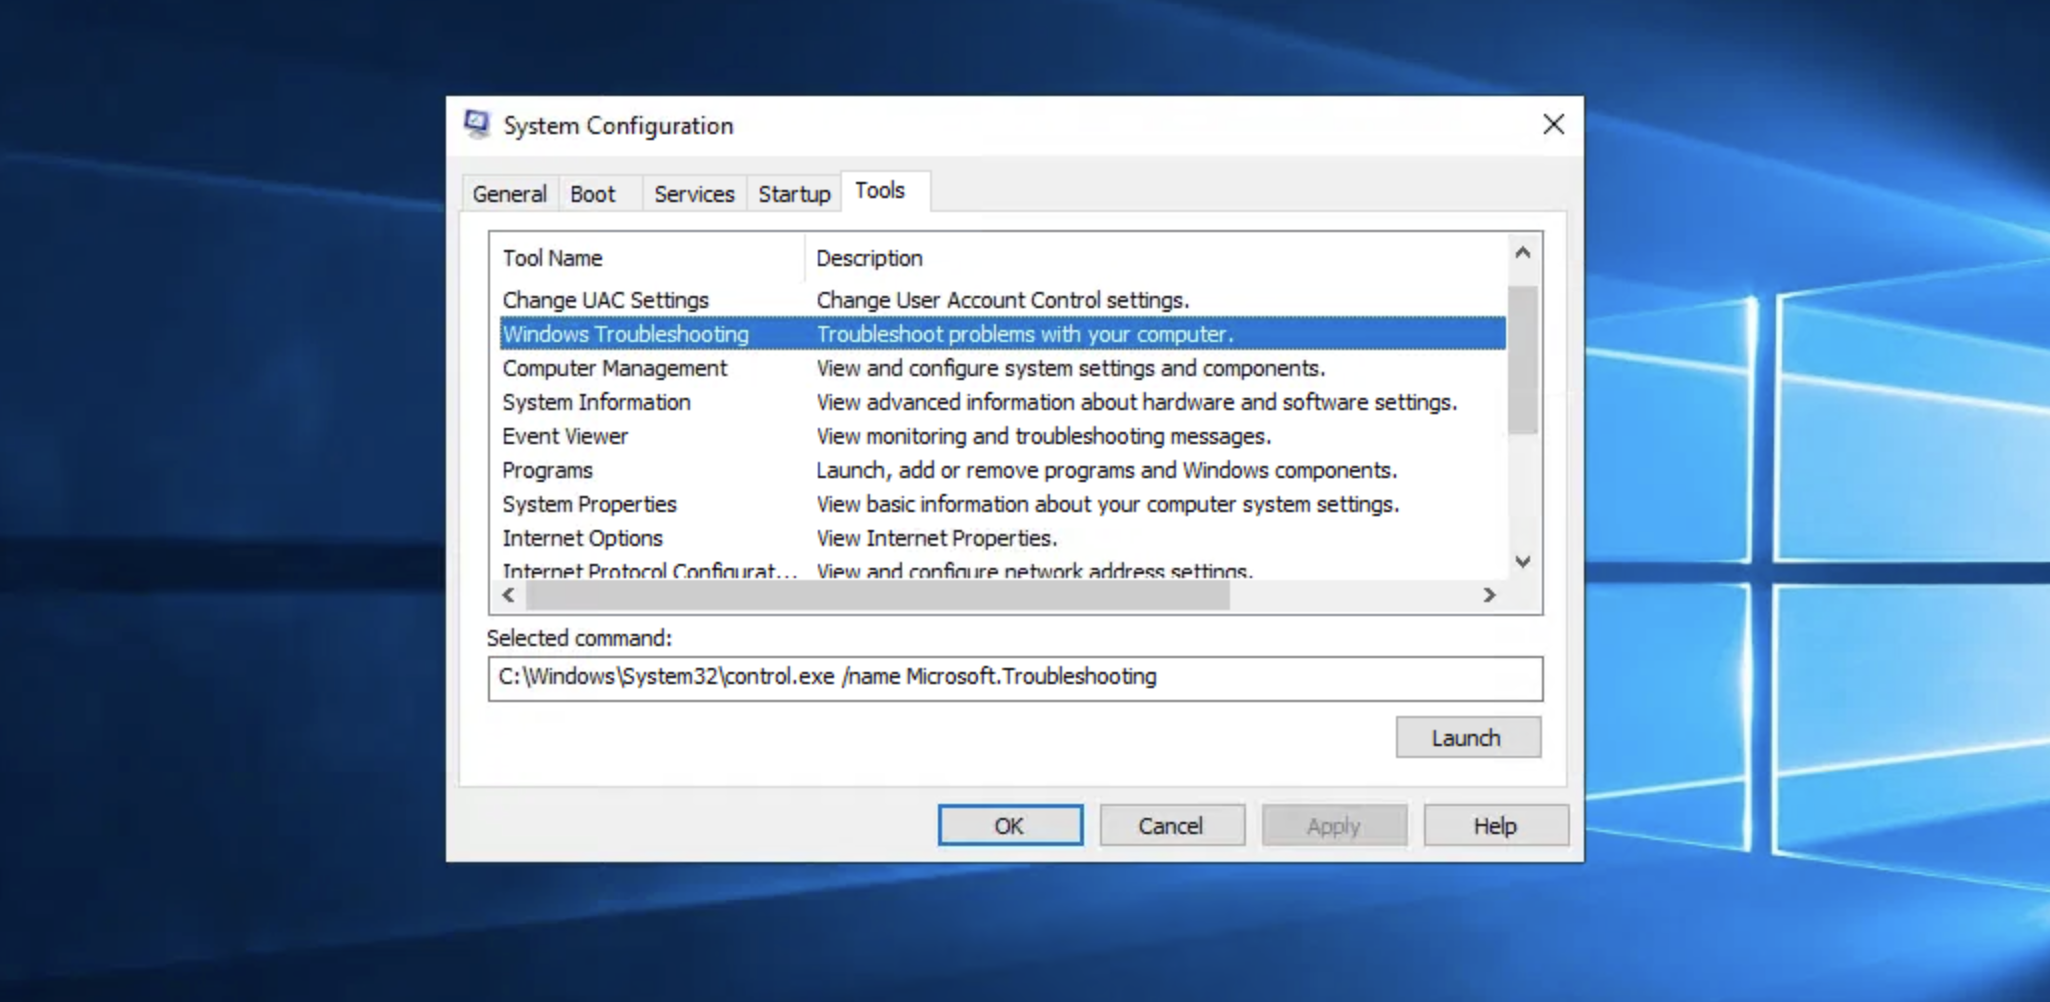 System Configuration
General Boot Services Startup Tools
Tool Name Description
Change UAC Settings Change User Account Control settings.
Windows Troubleshooting Troubleshoot problems with your computer.
Computer Management View and configure system settings and components.
System Information View advanced information about hardware and software settings.
Event Viewer View monitoring and troubleshooting messages.
Programs Launch, add or remove programs and Windows components.
System Properties View basic information about your computer system settings.
Internet Options View Internet Properties.
Internet Protocol Configurat... View and configure network address settings.
Selected command:
C:\Windows\System32\control.exe /name Microsoft.Troubleshooting
Launch
OK Cancel Apply Help